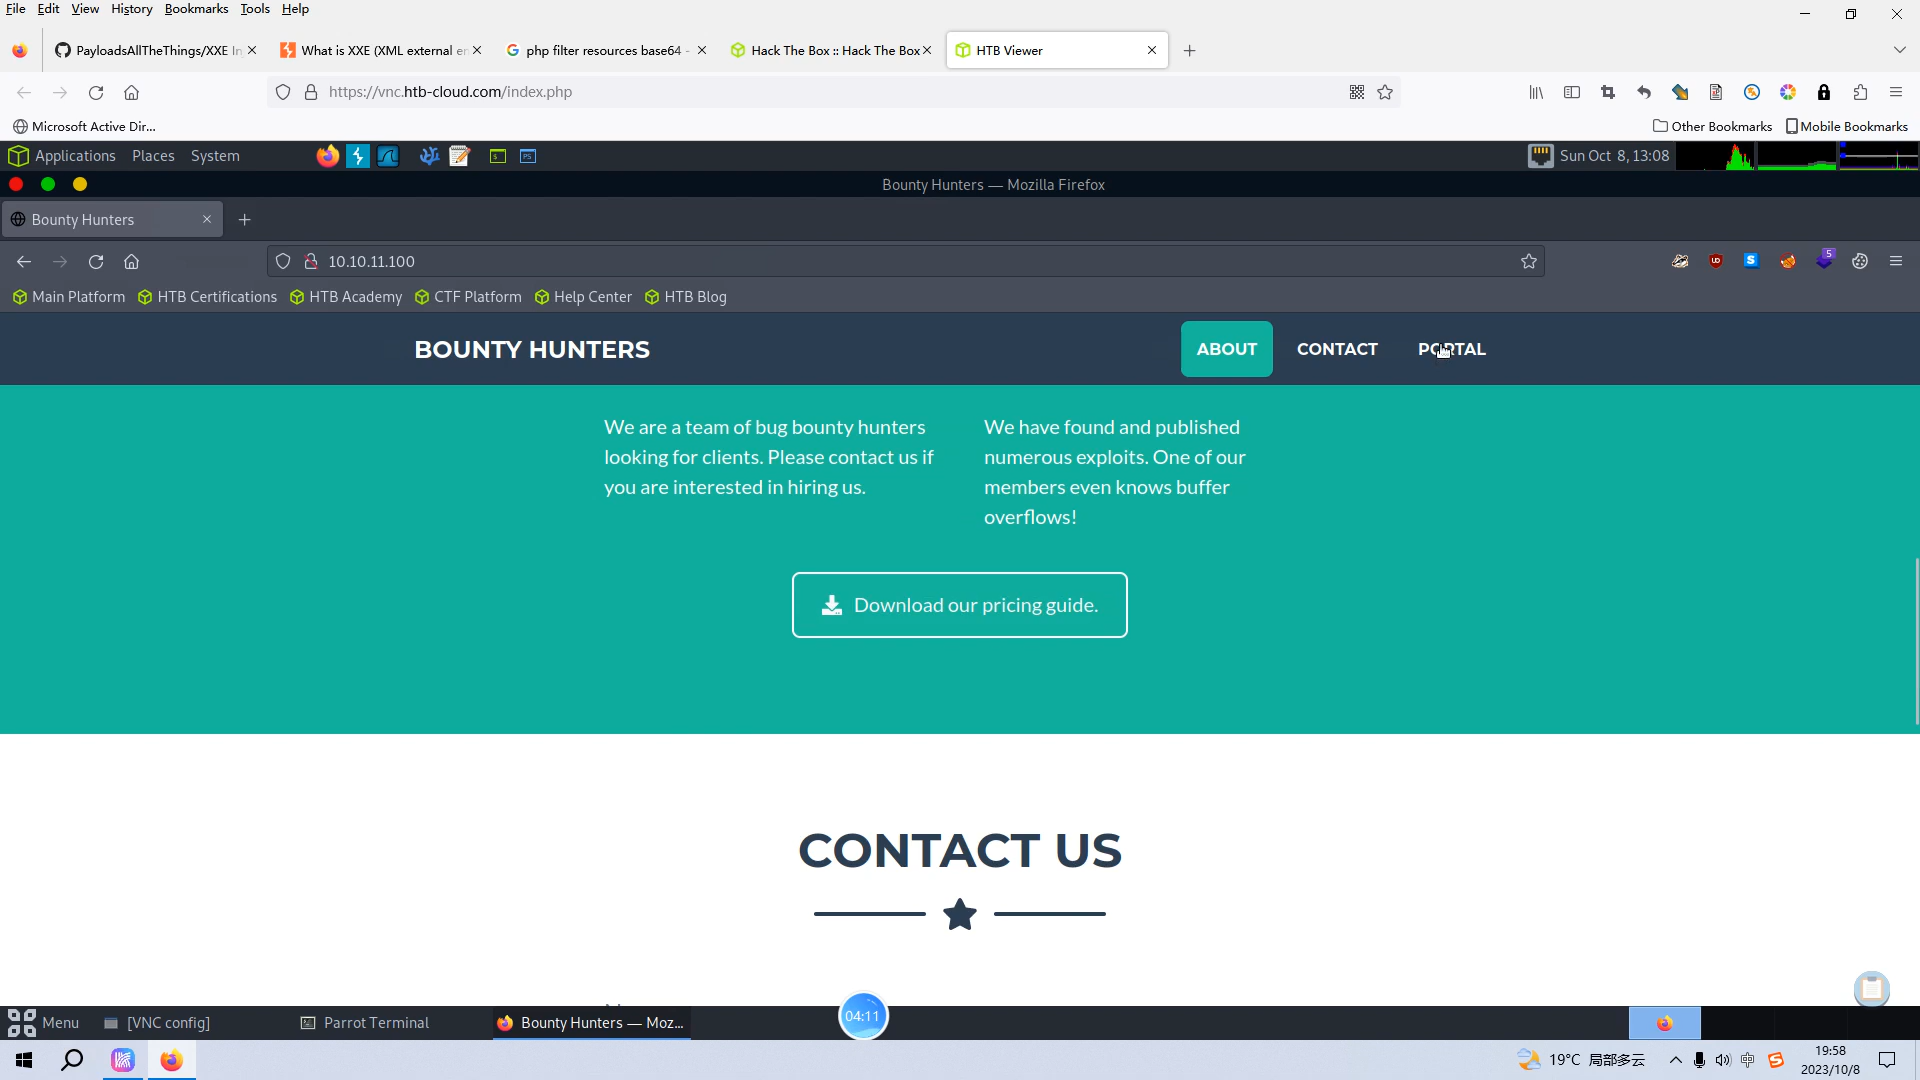 File Edit View History Bookmarks Tools Help
PayloadsAllTheThings/XXE In
What is XXE (XML external en
php filter resources base64 -
Hack The Box :: Hack The Box
HTB Viewer
https://vnc.htb-cloud.com/index.php
Microsoft Active Dir...
Other Bookmarks
Mobile Bookmarks
Applications Places System
Sun Oct 8, 13:08
Bounty Hunters — Mozilla Firefox
Bounty Hunters
10.10.11.100
5
Main Platform HTB Certifications HTB Academy CTF Platform Help Center HTB Blog
BOUNTY HUNTERS
ABOUT CONTACT PORTAL
We are a team of bug bounty hunters
looking for clients. Please contact us if
you are interested in hiring us.
We have found and published
numerous exploits. One of our
members even knows buffer
overflows!
Download our pricing guide.
CONTACT US
Menu
[VNC config]
Parrot Terminal
Bounty Hunters — Moz...
04:11
19°C 局部多云
中
19:58
2023/10/8